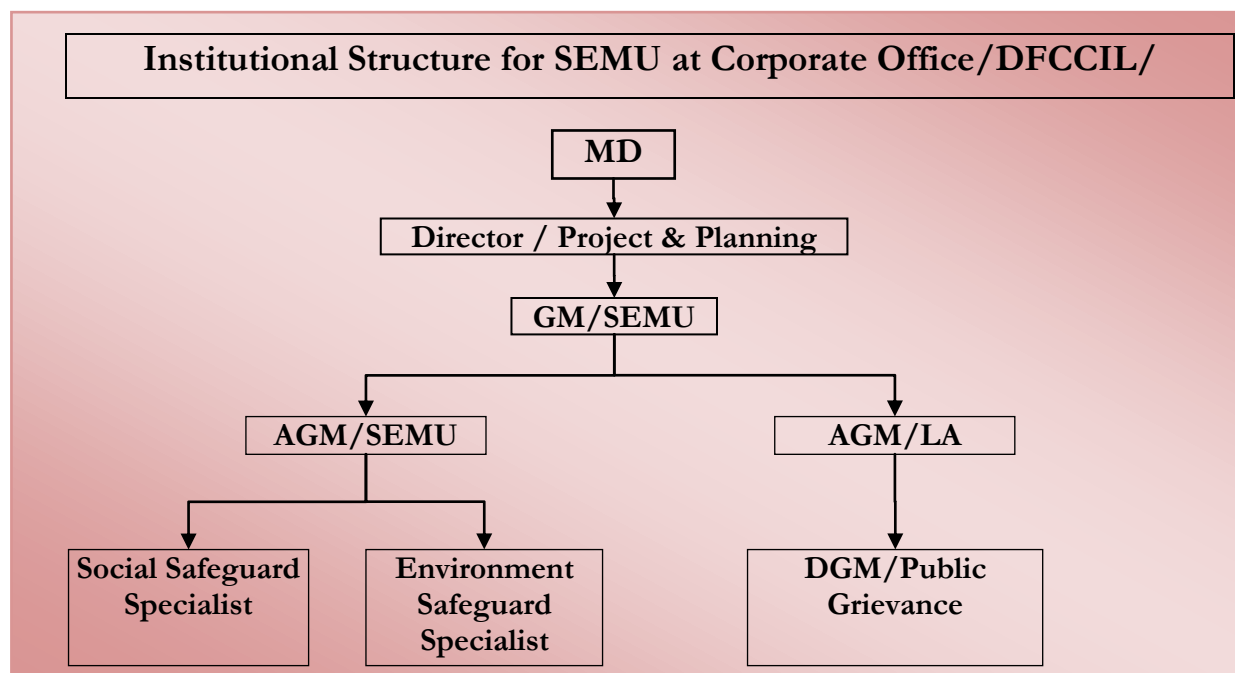 Institutional Structure for SEMU at Corporate Office/DFCCIL/
MD
Director / Project & Planning
GM/SEMU
AGM/SEMU
AGM/LA
Social Safeguard
Specialist
Environment
Safeguard
Specialist
DGM/Public
Grievance